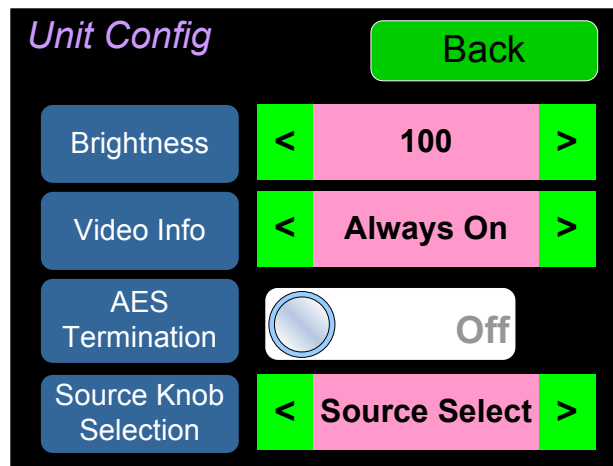 Unit Config
Back
Brightness
< 100 >
Video Info
< Always On >
AES
Termination
Off
Source Knob
Selection
< Source Select >